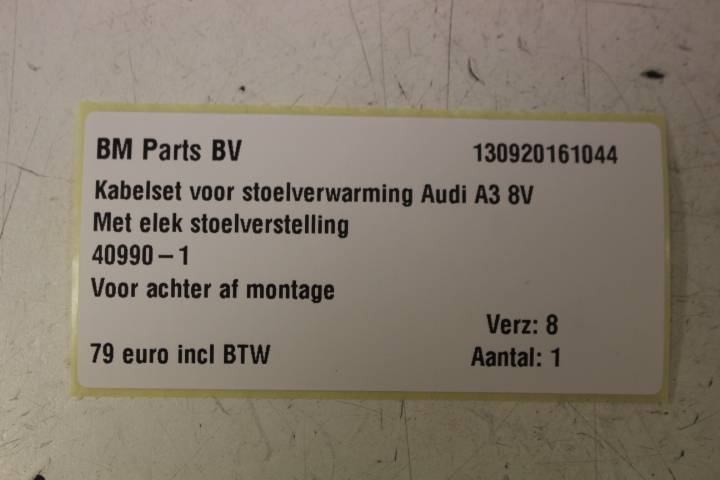 BM Parts BV 130920161044
Kabelset voor stoelverwarming Audi A3 8V
Met elek stoelverstelling
40990-1
Voor achter af montage
Verz: 8
79 euro incl BTW Aantal: 1